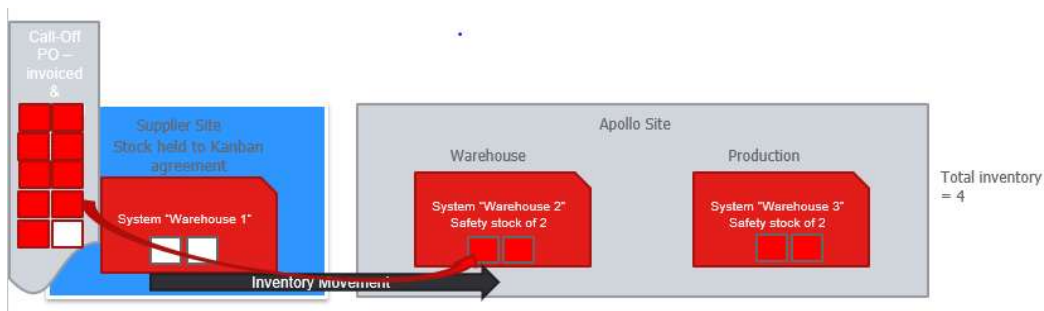 Call-Off
PO –
invoiced
&
Supplier Site
Stock held to Kanban
agreement
System "Warehouse 1"
Inventory Movement
Apollo Site
Warehouse
System "Warehouse 2"
Safety stock of 2
Production
System "Warehouse 3"
Safety stock of 2
Total inventory
= 4